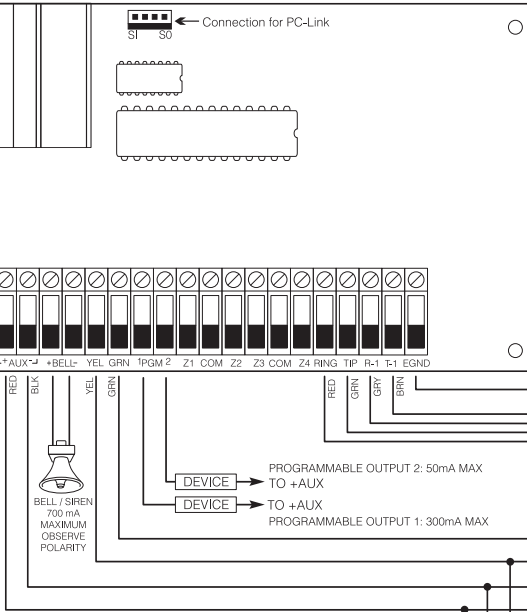 Connection for PC-Link
SI SO
+ AUX - +BELL- YEL GRN 1PGM 2 Z1 COM Z2 Z3 COM Z4 RING TIP R-1 T-1 EGND
RED BLK YEL GRN RED GRN GRY BRN
PROGRAMMABLE OUTPUT 2: 50mA MAX
DEVICE TO +AUX
DEVICE TO +AUX
PROGRAMMABLE OUTPUT 1: 300mA MAX
BELL / SIREN
700 mA
MAXIMUM
OBSERVE
POLARITY